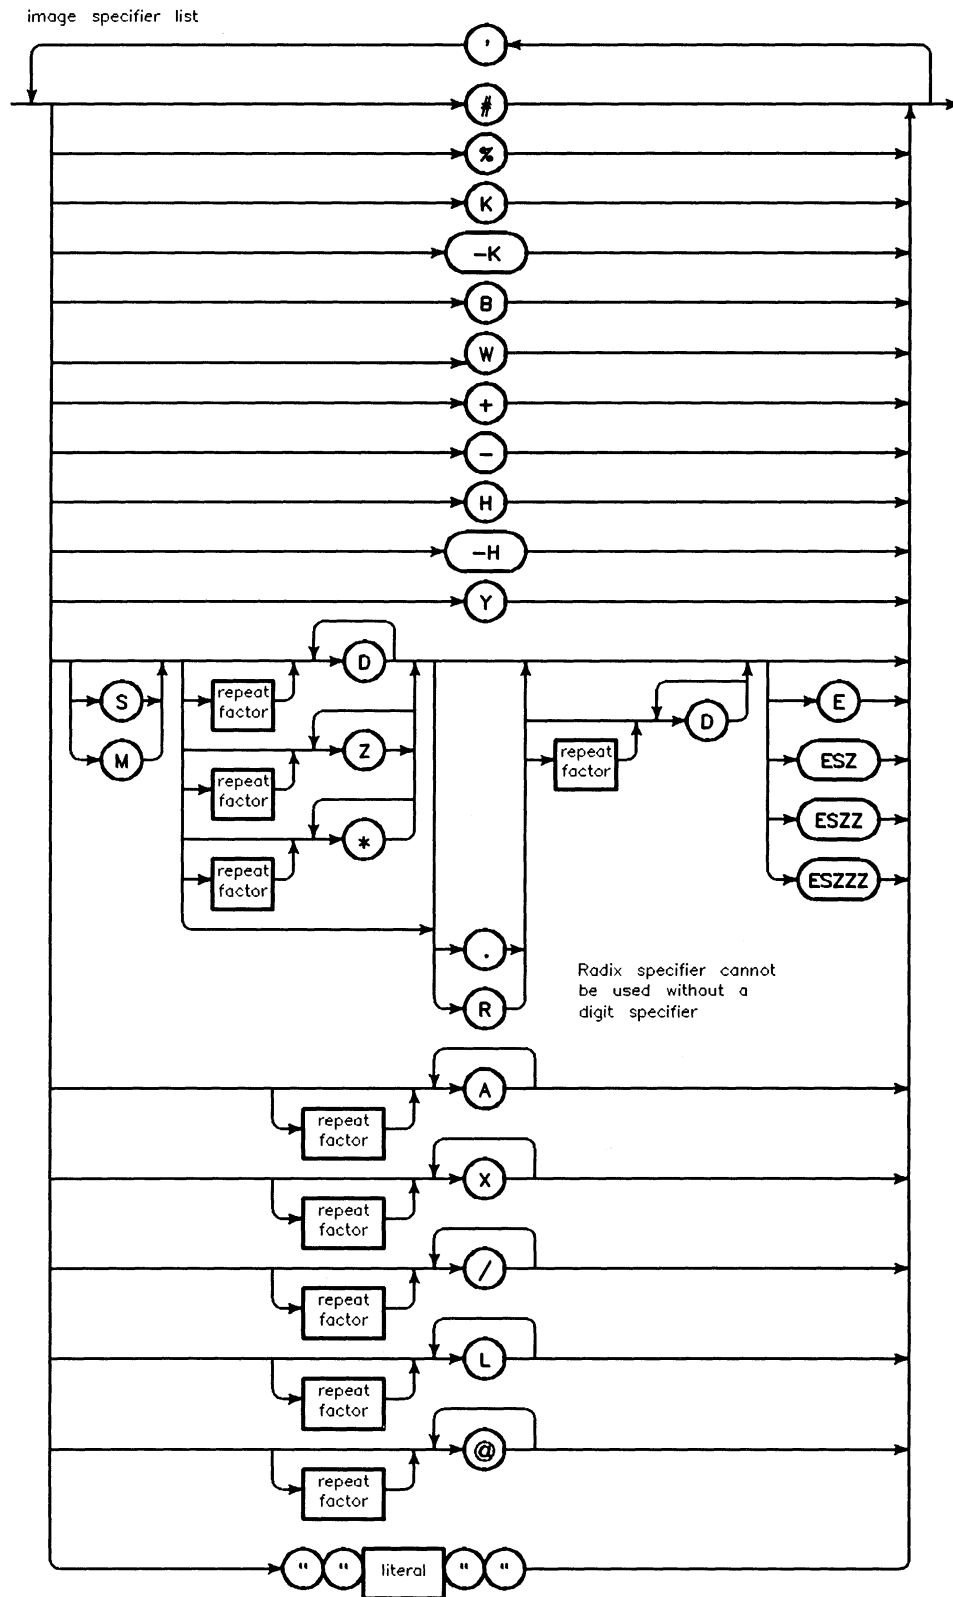 image specifier list
,
#
%
K
-K
B
W
+
-
H
-H
Y
D
S
repeat
factor
D
E
M
Z
repeat
factor
ESZ
repeat
factor
*
ESZZ
repeat
factor
ESZZZ
.
Radix specifier cannot
be used without a
digit specifier
R
A
repeat
factor
X
repeat
factor
/
repeat
factor
L
repeat
factor
@
repeat
factor
" " literal " "